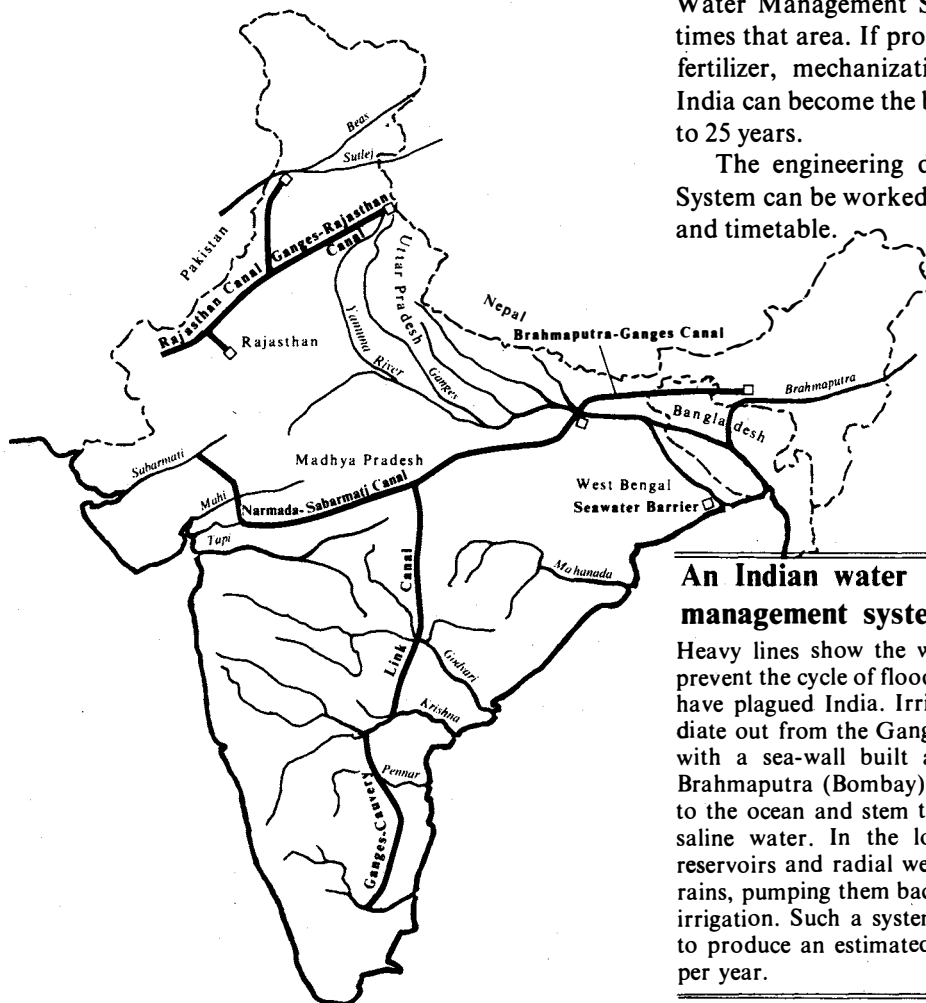 Water Management S
times that area. If pro
fertilizer, mechanizati
India can become the b
to 25 years.
The engineering d
System can be worked
and timetable.
Beas
Sutlej
Pakistan
Ganges-Rajasthan
Canal
Rajasthan Canal
Uttar Pradesh
Rajasthan
Yamuna River
Ganges
Nepal
Brahmaputra-Ganges Canal
Brahmaputra
Bangladesh
Sabarmati
Madhya Pradesh
Mahi
Narmada-Sabarmati Canal
Tapi
West Bengal
Seawater Barrier
Mahanada
Link Canal
Godvari
Krishna
Pennar
Ganges-Cauvery
An Indian water
management syste
Heavy lines show the w
prevent the cycle of flood
have plagued India. Irri
diate out from the Gang
with a sea-wall built a
Brahmaputra (Bombay)
to the ocean and stem t
saline water. In the lo
reservoirs and radial we
rains, pumping them bac
irrigation. Such a system
to produce an estimated
per year.